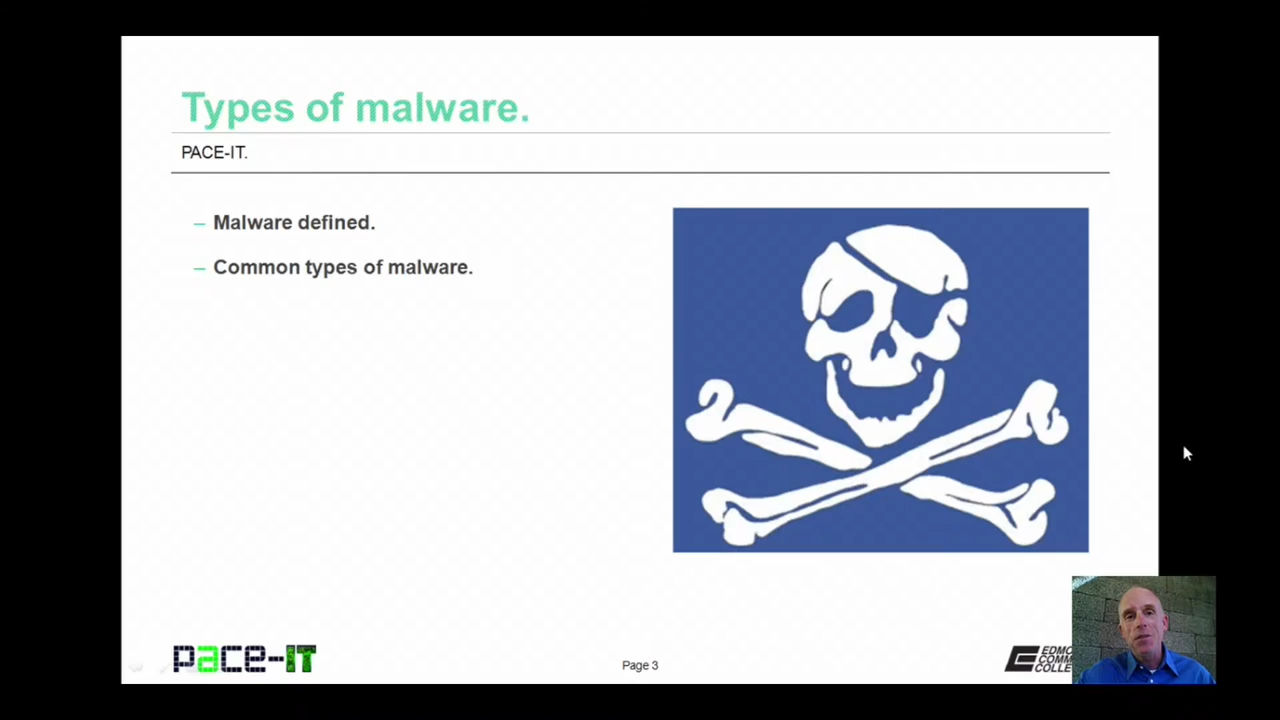 Types of malware.
PACE-IT.
– Malware defined.
– Common types of malware.
pace-IT
Page 3